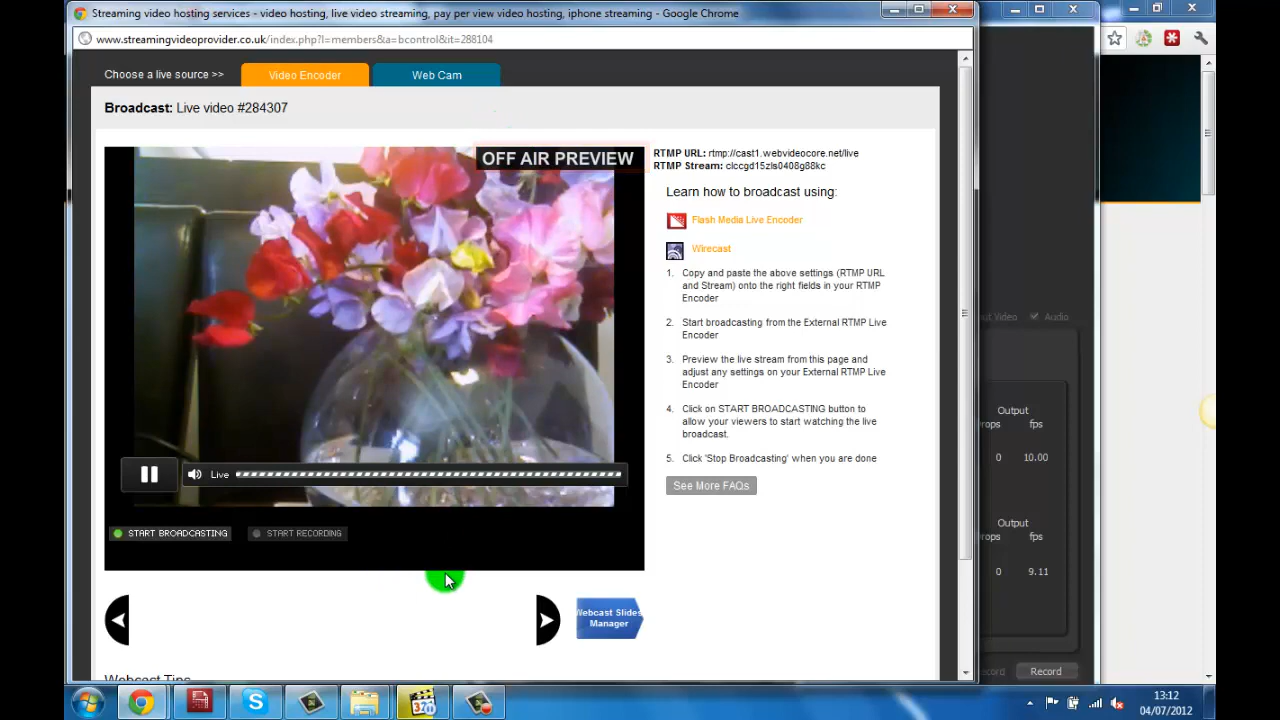 Streaming video hosting services - video hosting, live video streaming, pay per view video hosting, iphone streaming - Google Chrome
www.streamingvideoprovider.co.uk/index.php?l=members&a=bcontrol&it=288104
Choose a live source >> Video Encoder Web Cam
Broadcast: Live video #284307
OFF AIR PREVIEW
RTMP URL: rtmp://cast1.webvideocore.net/live
RTMP Stream: clccgd15zls0408g88kc
Learn how to broadcast using:
Flash Media Live Encoder
Wirecast
1. Copy and paste the above settings (RTMP URL
and Stream) onto the right fields in your RTMP
Encoder
2. Start broadcasting from the External RTMP Live
Encoder
3. Preview the live stream from this page and
adjust any settings on your External RTMP Live
Encoder
4. Click on START BROADCASTING button to
allow your viewers to start watching the live
broadcast.
5. Click 'Stop Broadcasting' when you are done
See More FAQs
Live
START BROADCASTING START RECORDING
Webcast Slides
Manager
Webcast Tips
Video Audio
Output
fps
0 10.00
Output
fps
0 9.11
Record
13:12
04/07/2012